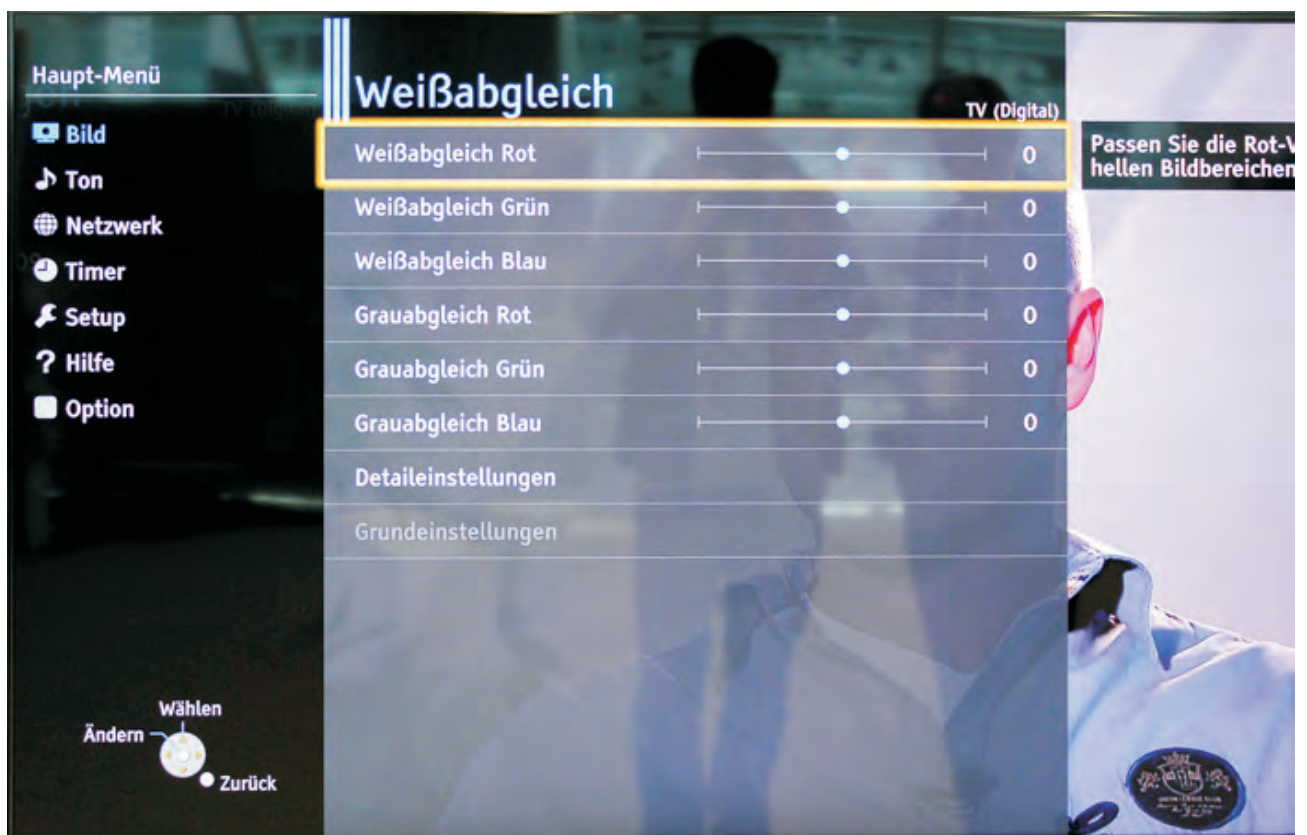 Haupt-Menü
Bild
Ton
Netzwerk
Timer
Setup
Hilfe
Option
Wählen
Ändern
Zurück
Weißabgleich
TV (Digital)
Weißabgleich Rot 0
Weißabgleich Grün 0
Weißabgleich Blau 0
Grauabgleich Rot 0
Grauabgleich Grün 0
Grauabgleich Blau 0
Detaileinstellungen
Grundeinstellungen
Passen Sie die Rot-V
hellen Bildbereichen